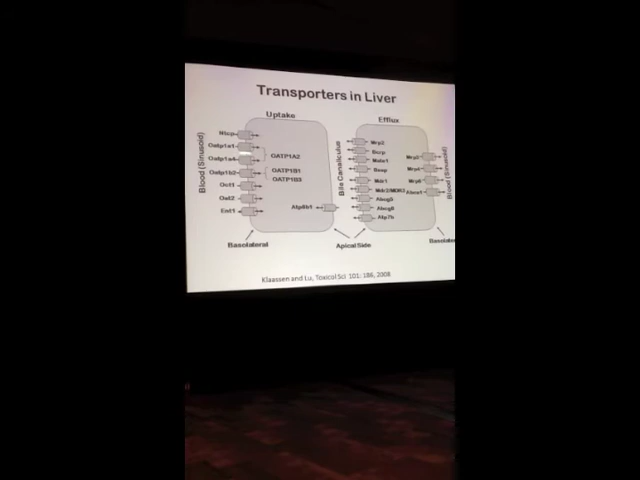 Transporters in Liver
Uptake
Efflux
Blood (Sinusoid)
Ntcp
Oatp1a1
Oatp1a4
Oatp1b2
Oct1
Oat2
Ent1
OATP1A2
OATP1B1
OATP1B3
Atp8b1
Bile Canaliculus
Mrp2
Bcrp
Mate1
Bsep
Mdr1
Mdr2/MDR3
Abcg5
Abcg8
Atp7b
Mrp3
Mrp4
Mrp6
Abca1
Blood (Sinusoid)
Basolateral
Apical Side
Basolater
Klaassen and Lu, Toxicol Sci 101: 186, 2008